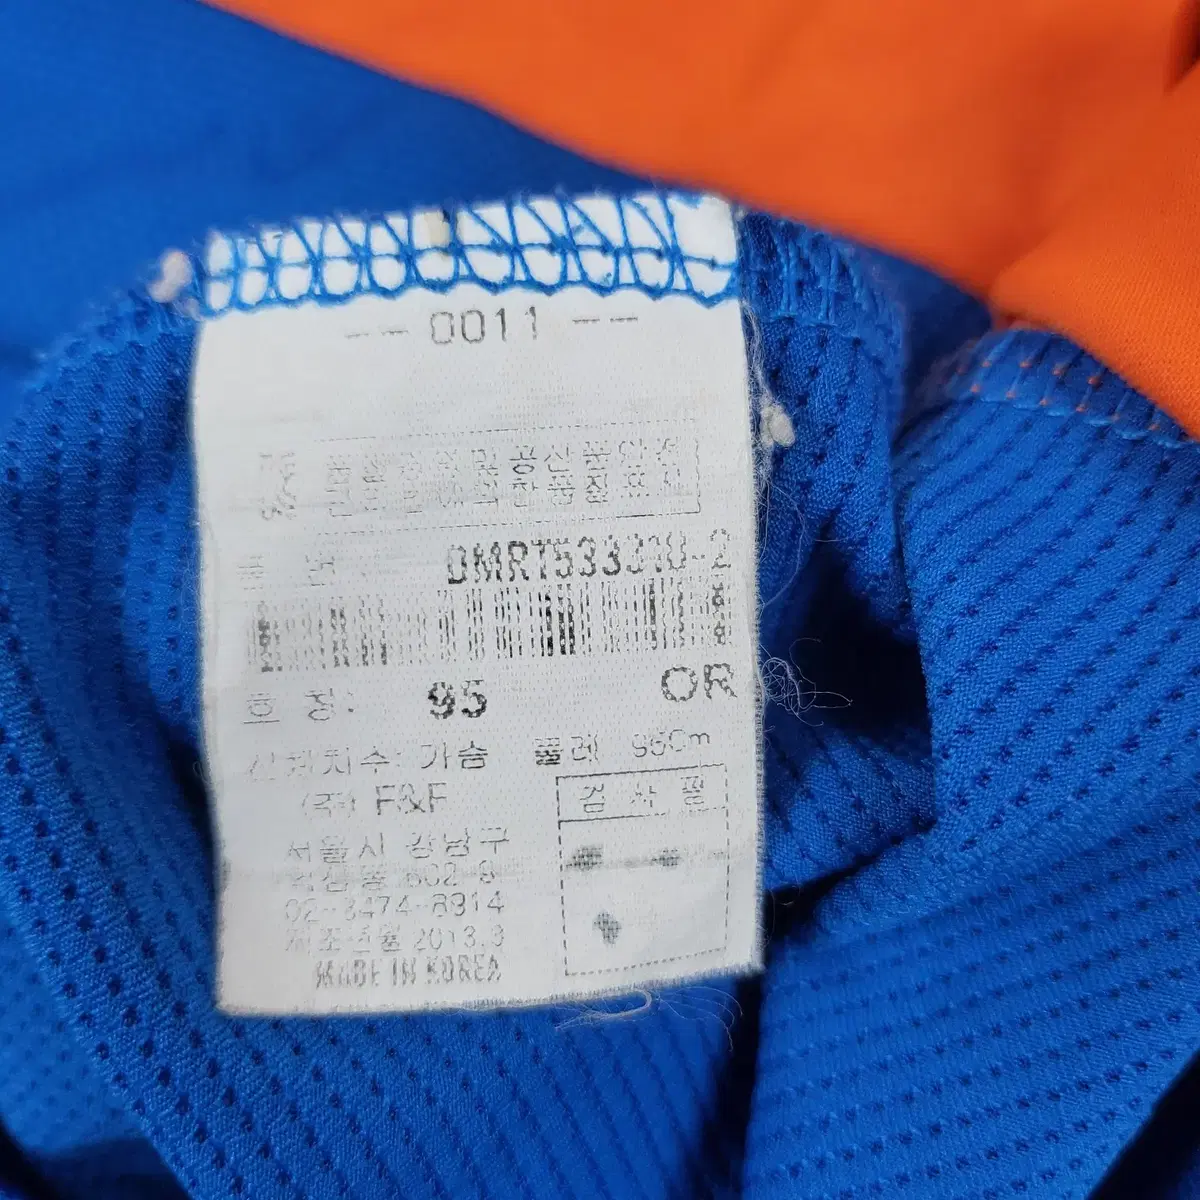 -- 0011 --
품 번 DMRT533310-2
호 칭: 95 OR
신체치수: 가슴 둘레 95Cm
(주) F&F 검 사 필
서울시 강남구
역삼동 602-8
02-3474-8314
제조년월 2013.3
MADE IN KOREA